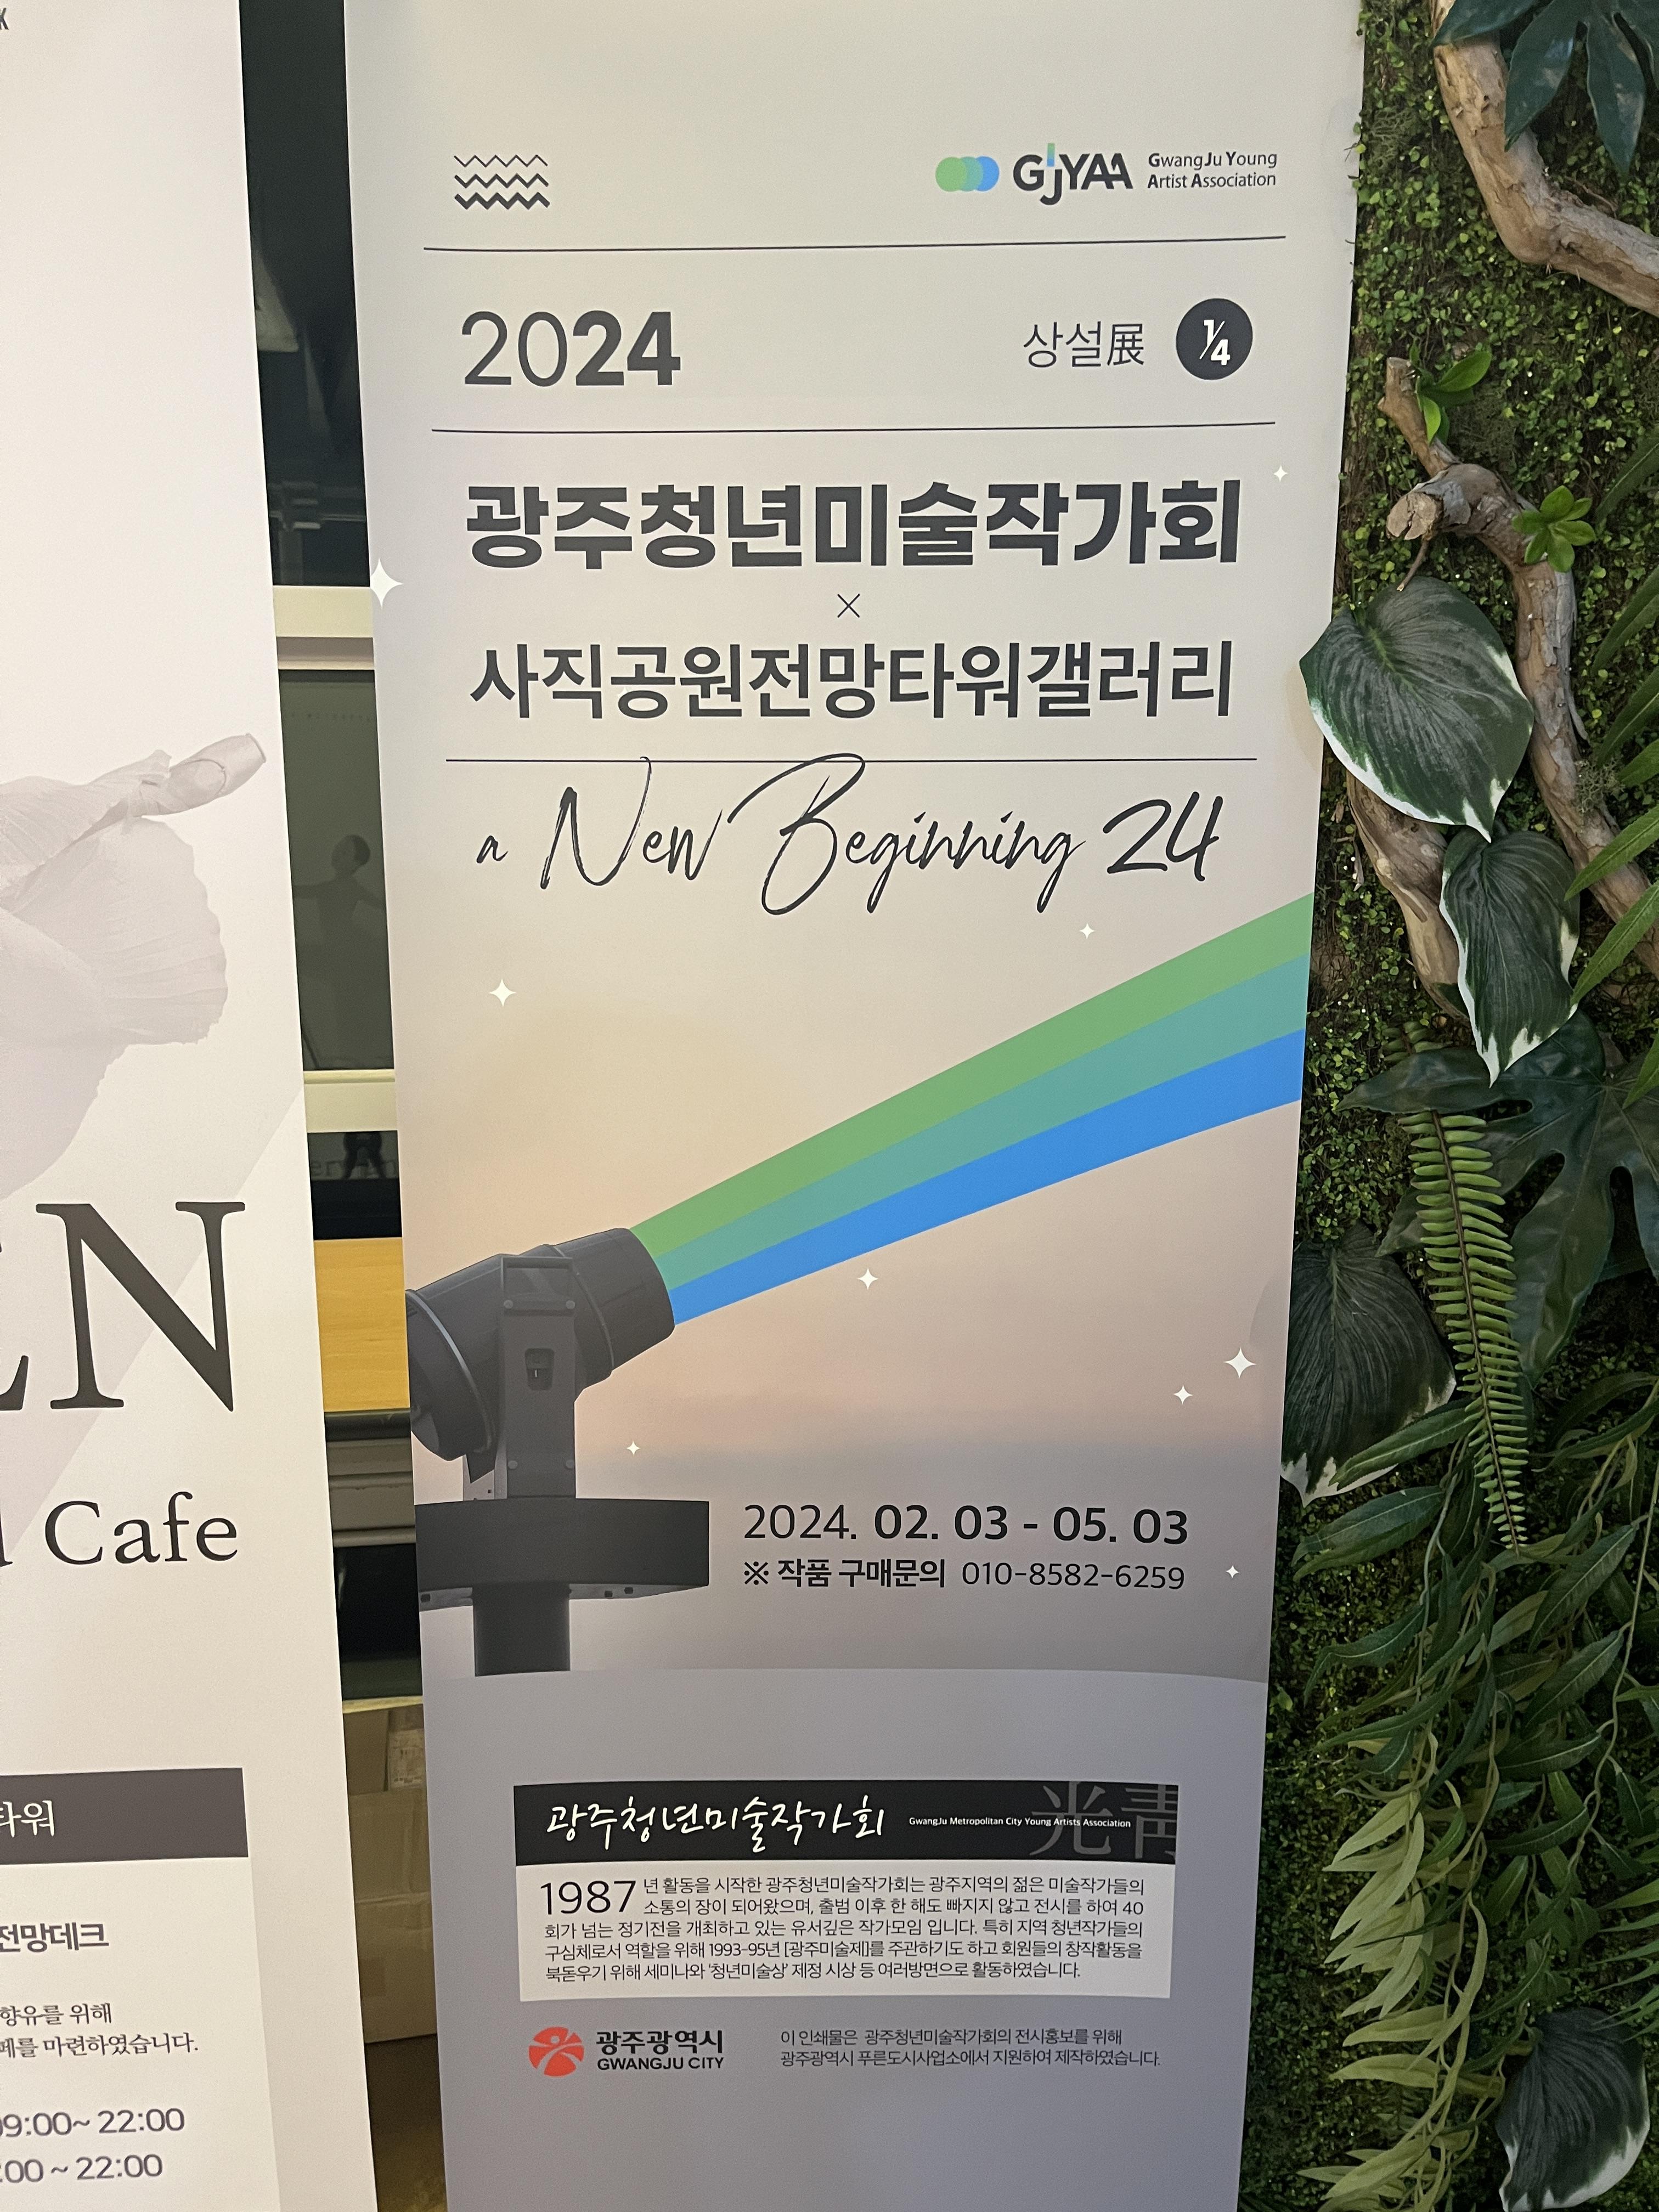 GJYAA
GwangJu Young
Artist Association
2024
상설展
1/4
광주청년미술작가회
×
사직공원전망타워갤러리
a New Beginning 24
2024. 02. 03 - 05. 03
※ 작품 구매문의 010-8582-6259
광주청년미술작가회
GwangJu Metropolitan City Young Artists Association
光靑
1987년 활동을 시작한 광주청년미술작가회는 광주지역의 젊은 미술작가들의
소통의 장이 되어왔으며, 출범 이후 한 해도 빠지지 않고 전시를 하여 40
회가 넘는 정기전을 개최하고 있는 유서깊은 작가모임 입니다. 특히 지역 청년작가들의
구심체로서 역할을 위해 1993-95년 [광주미술제]를 주관하기도 하고 회원들의 창작활동을
북돋우기 위해 세미나와 '청년미술상' 제정 시상 등 여러방면으로 활동하였습니다.
광주광역시
GWANGJU CITY
이 인쇄물은 광주청년미술작가회의 전시홍보를 위해
광주광역시 푸른도시사업소에서 지원하여 제작하였습니다.
EN
Cafe
타워
전망데크
향유를 위해
마련하였습니다.
09:00~ 22:00
:00 ~ 22:00